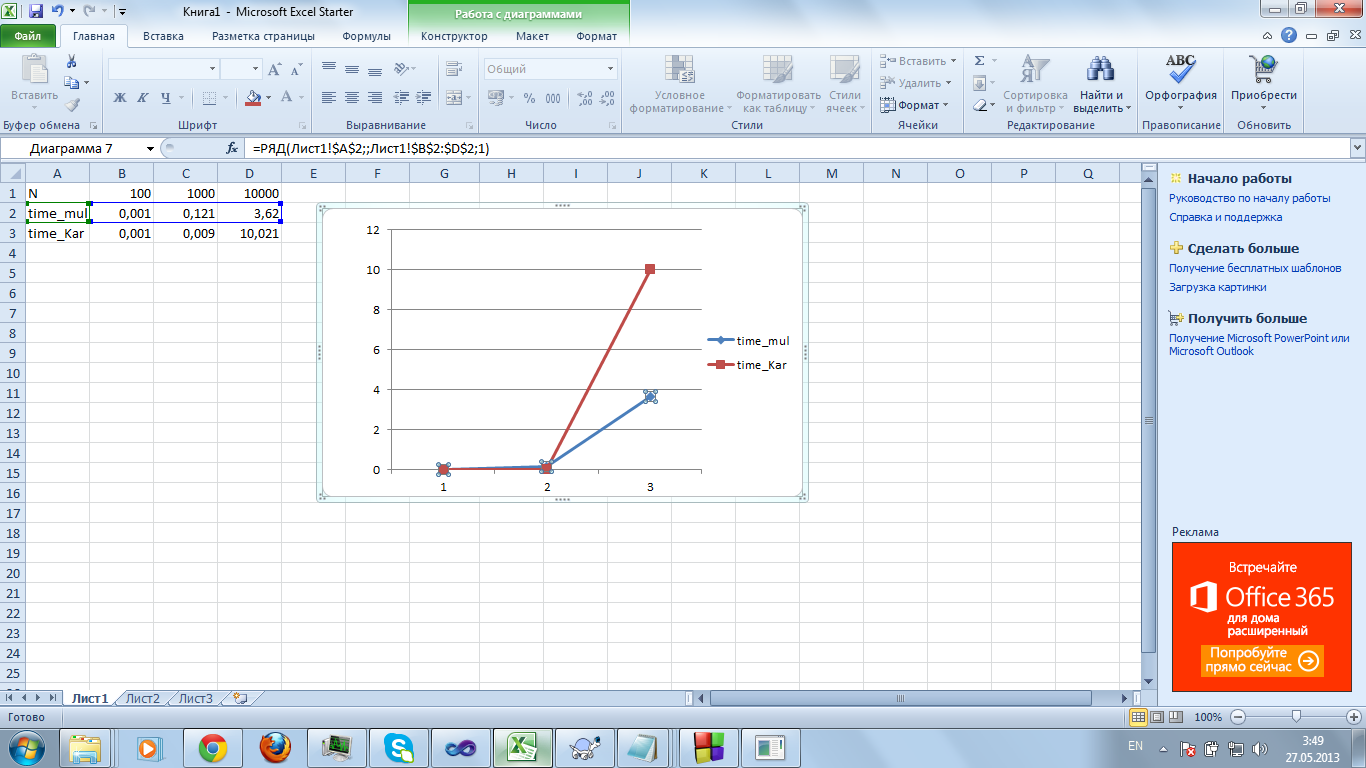 Книга1 - Microsoft Excel Starter
Работа с диаграммами
Файл Главная Вставка Разметка страницы Формулы Конструктор Макет Формат
Вставить
Буфер обмена
Ж К Ч А
Шрифт
Выравнивание
Общий
% 000
Число
Условное форматирование
Форматировать как таблицу
Стили ячеек
Стили
Вставить
Удалить
Формат
Ячейки
Σ
Сортировка и фильтр
Найти и выделить
Редактирование
ABC
Орфография
Правописание
Приобрести
Обновить
Диаграмма 7 fx =РЯД(Лист1!$A$2;;Лист1!$B$2:$D$2;1)
A B C D E F G H I J K L M N O P Q
1 N 100 1000 10000
2 time_mul 0,001 0,121 3,62
3 time_Kar 0,001 0,009 10,021
4
5
6
7
8
9
10
11
12
13
14
15
16
17
18
19
20
21
22
23
24
25
12
10
8
6
4
2
0
1 2 3
time_mul
time_Kar
Начало работы
Руководство по началу работы
Справка и поддержка
Сделать больше
Получение бесплатных шаблонов
Загрузка картинки
Получить больше
Получение Microsoft PowerPoint или
Microsoft Outlook
Реклама
Встречайте
Office 365
для дома
расширенный
Попробуйте
прямо сейчас
Лист1 Лист2 Лист3
Готово
100%
EN
3:49
27.05.2013